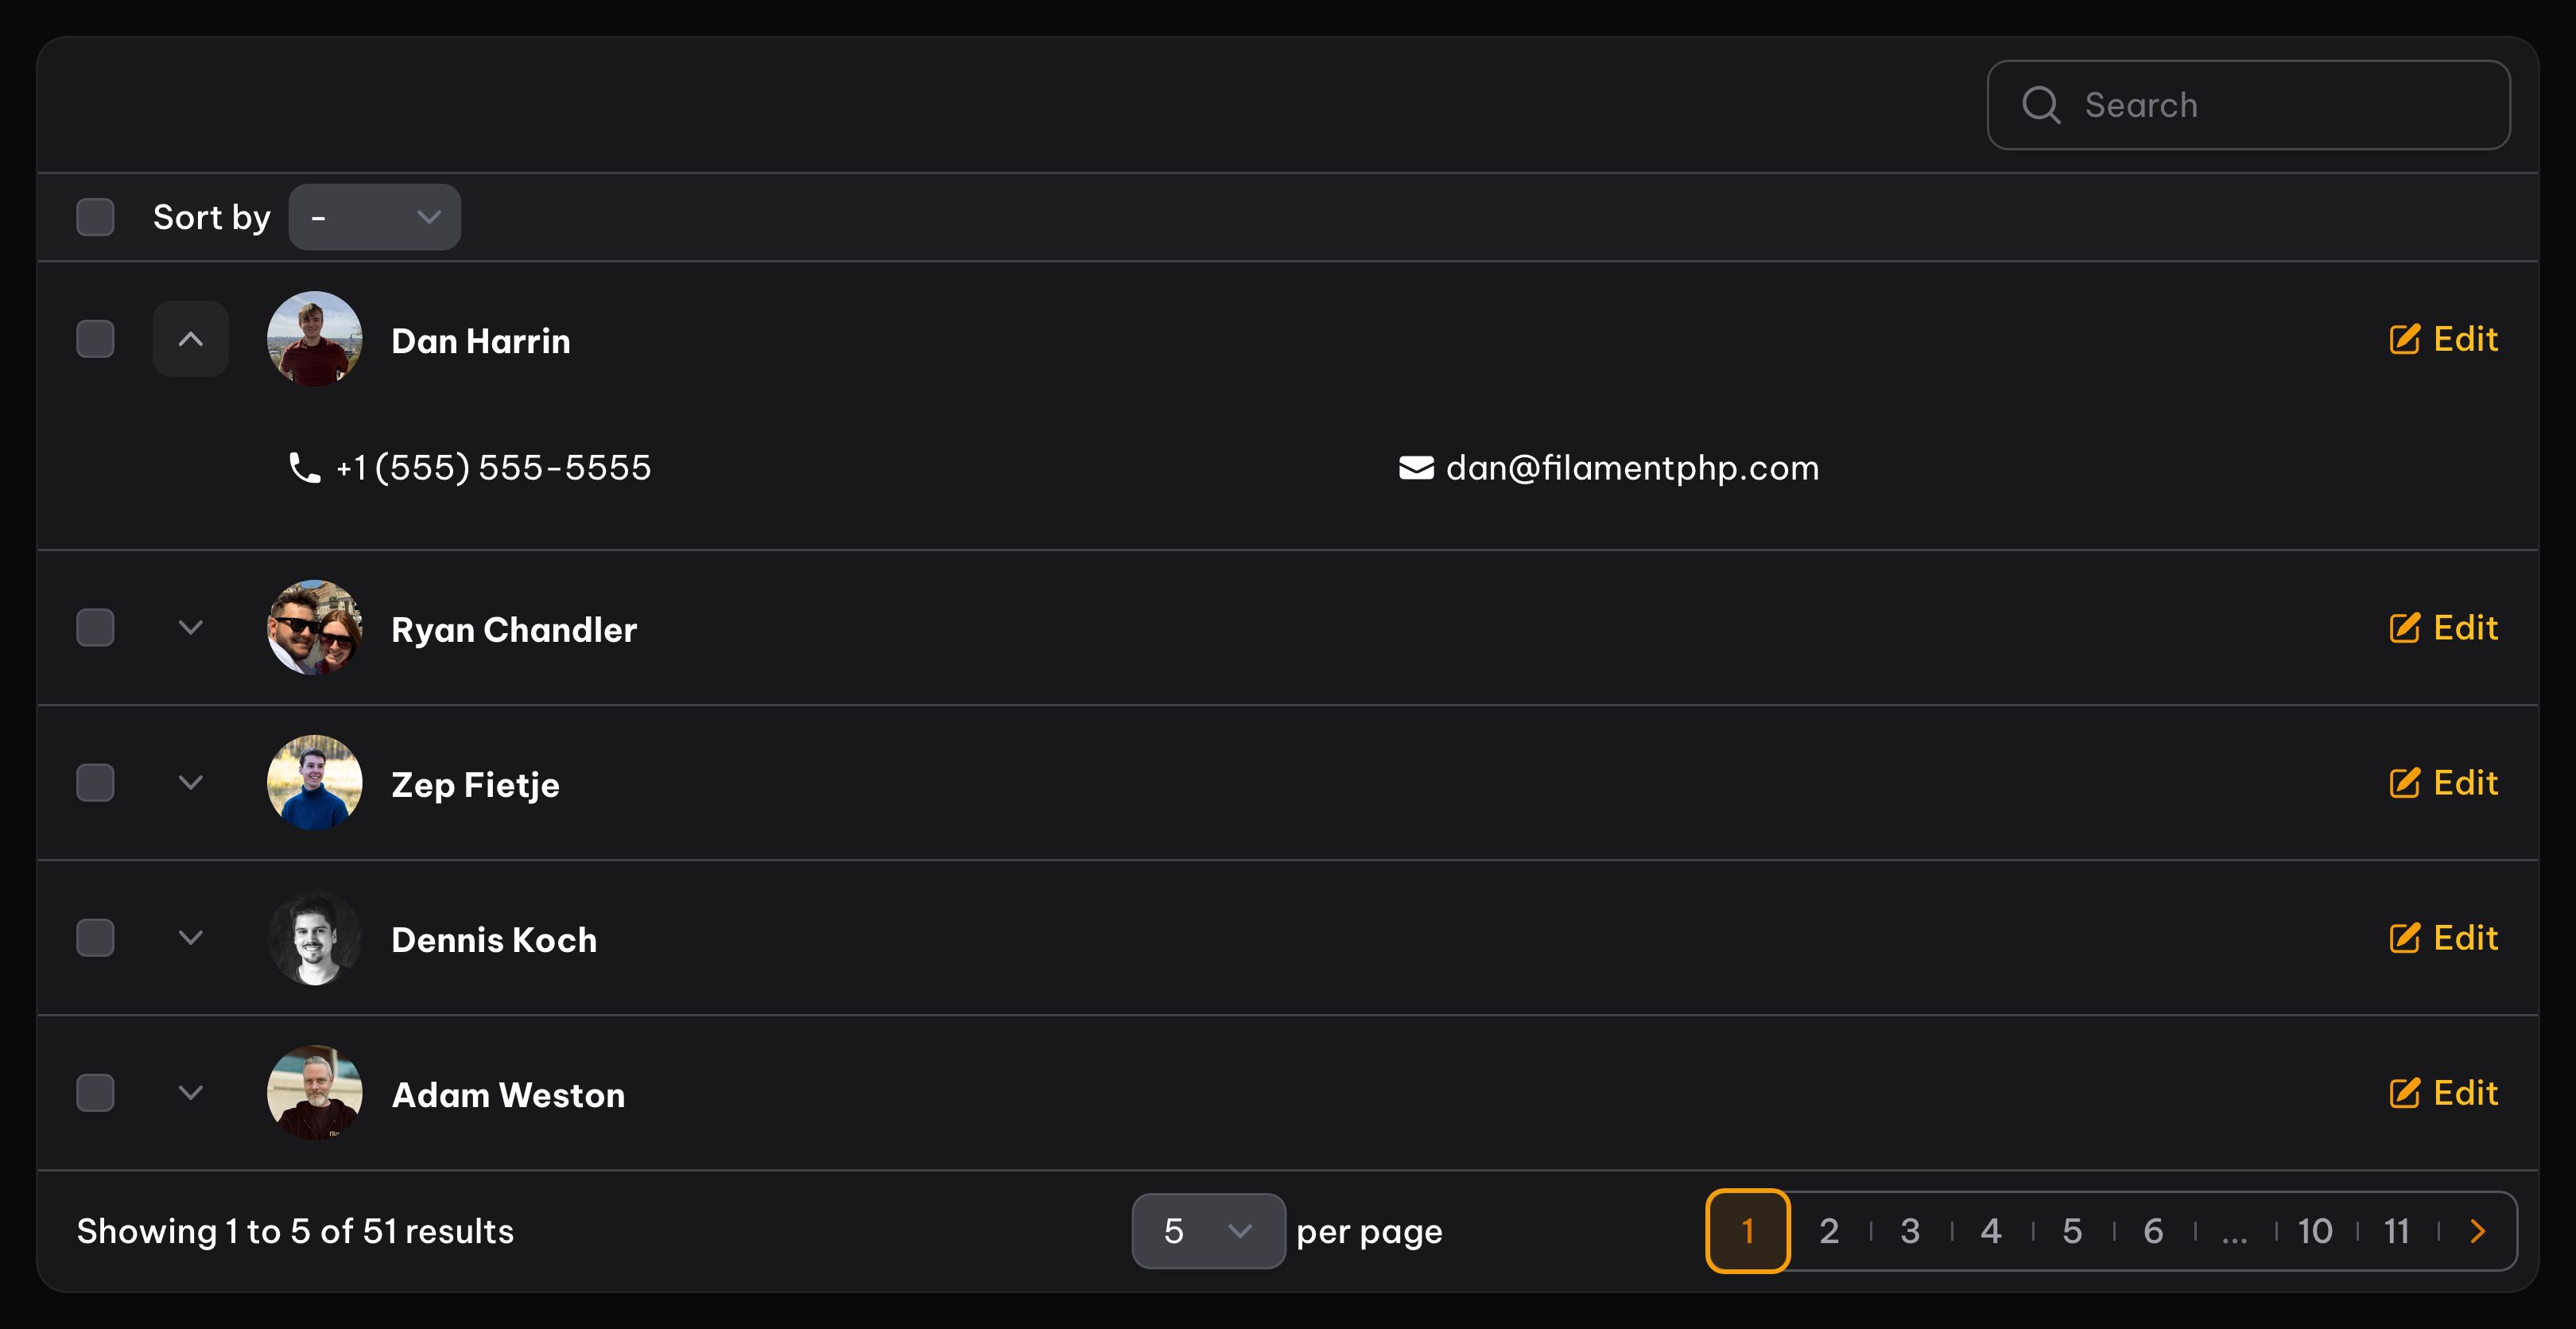 Search
Sort by -
Dan Harrin Edit
+1 (555) 555-5555 dan@filamentphp.com
Ryan Chandler Edit
Zep Fietje Edit
Dennis Koch Edit
Adam Weston Edit
Showing 1 to 5 of 51 results 5 per page 1 2 3 4 5 6 ... 10 11